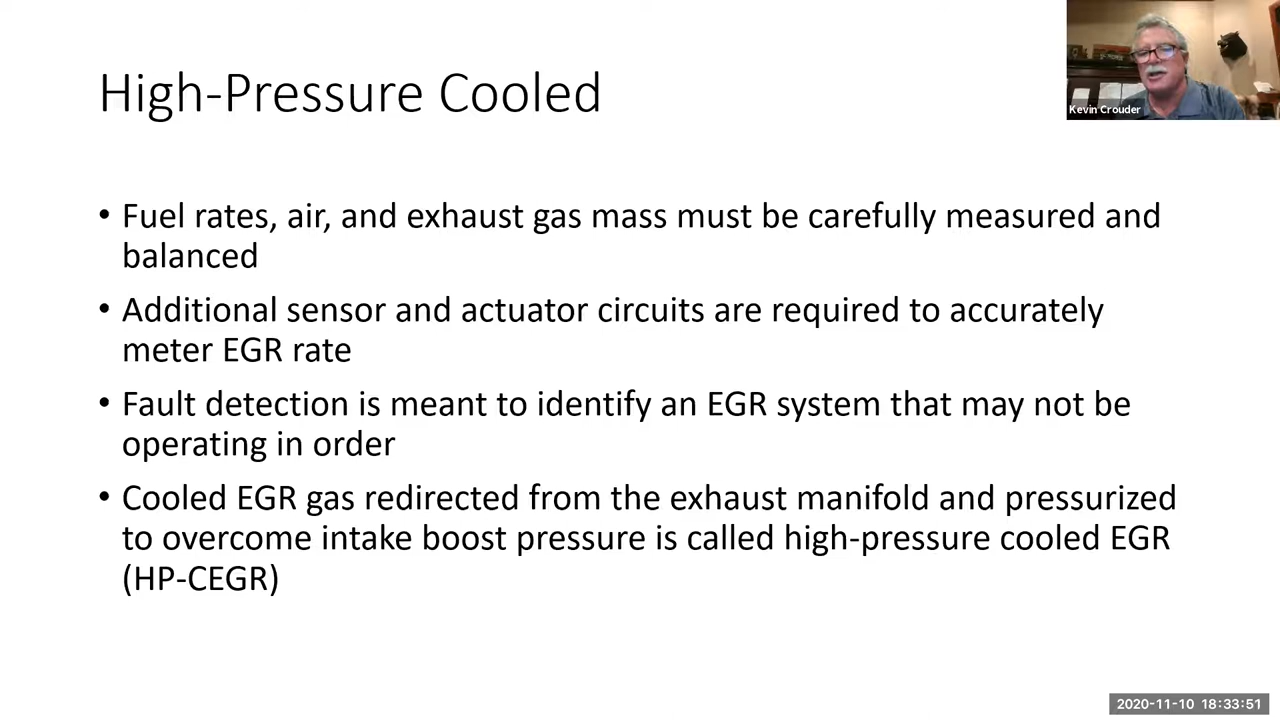 High-Pressure Cooled
Kevin Crouder
• Fuel rates, air, and exhaust gas mass must be carefully measured and
balanced
• Additional sensor and actuator circuits are required to accurately
meter EGR rate
• Fault detection is meant to identify an EGR system that may not be
operating in order
• Cooled EGR gas redirected from the exhaust manifold and pressurized
to overcome intake boost pressure is called high-pressure cooled EGR
(HP-CEGR)
2020-11-10 18:33:51